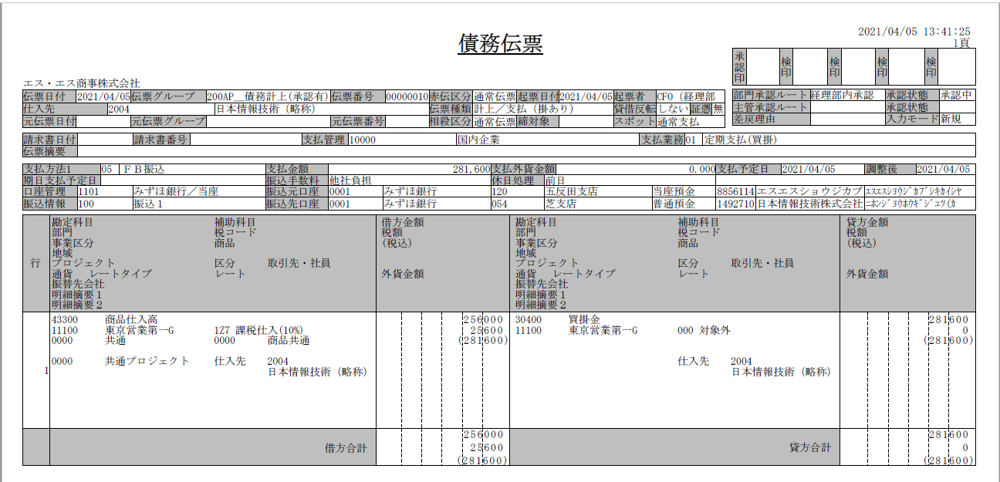 2021/04/05 13:41:25
1頁
債務伝票
承認印 検印 検印 検印 検印
エス・エス商事株式会社
伝票日付 2021/04/05 伝票グループ 200AP__債務計上(承認有) 伝票番号 00000010 赤伝区分 通常伝票 起票日付 2021/04/05 起票者 CFO（経理部 部門承認ルート 経理部内承認 承認状態 承認中
仕入先 2004 日本情報技術（略称） 伝票種類 計上／支払（掛あり） 貸借反転 しない 証憑 無 主管承認ルート 承認状態
元伝票日付 元伝票グループ 元伝票番号 相殺区分 通常伝票 締対象 スポット 通常支払 差戻理由 入力モード 新規
請求書日付 請求書番号 支払管理 10000 国内企業 支払業務 01 定期支払(買掛)
伝票摘要
支払方法1 05 ＦＢ振込 支払金額 281,600 支払外貨金額 0.000 支払予定日 2021/04/05 調整後 2021/04/05
期日支払予定日 振込手数料 他社負担 休日処理 前日
口座管理 1101 みずほ銀行／当座 振込元口座 0001 みずほ銀行 120 五反田支店 当座預金 8856114 エスエスショウジカブ ｴｽｴｽｼｮｳｼﾞｶﾌﾞｼｷｶｲｼﾔ
振込情報 100 振込１ 振込先口座 0001 みずほ銀行 054 芝支店 普通預金 1492710 日本情報技術株式会社 ﾆﾎﾝｼﾞﾖｳﾎｳｷﾞｼﾞﾕﾂ(ｶ
勘定科目 補助科目 借方金額 勘定科目 補助科目 貸方金額
部門 税コード 税額 部門 税コード 税額
事業区分 商品 (税込) 事業区分 商品 (税込)
地域 地域
行 プロジェクト 区分 取引先・社員 プロジェクト 区分 取引先・社員
通貨 レートタイプ レート 外貨金額 通貨 レートタイプ レート 外貨金額
振替先会社 振替先会社
明細摘要１ 明細摘要１
明細摘要２ 明細摘要２
43300 商品仕入高 256000 30400 買掛金 281600
11100 東京営業第一G 1Z7 課税仕入(10%) 25600 11100 東京営業第一G 000 対象外 0
0000 共通 0000 商品共通 (281600) (281600)
0000 共通プロジェクト 仕入先 2004 仕入先 2004
1 日本情報技術（略称） 日本情報技術（略称）
256000 281600
借方合計 25600 貸方合計 0
(281600) (281600)